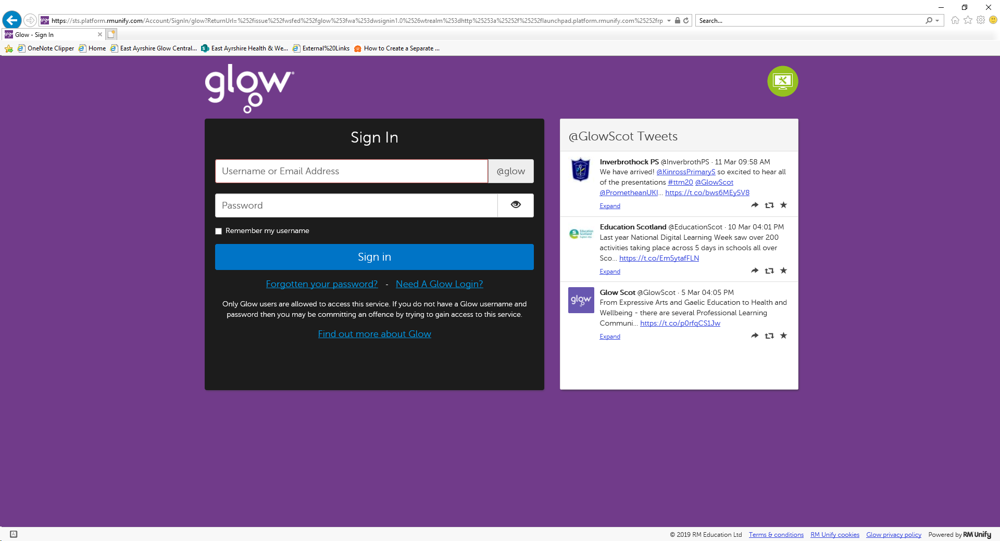 https://sts.platform.rmunify.com/Account/SignIn/glow?ReturnUrl=%252fissue%252fwsfed%252fglow%253fwa%253dwsignin1.0%2526wtrealm%253dhttp%25253a%25252f%25252flaunchpad.platform.rmunify.com%25252frp
Search...
Glow - Sign In
OneNote Clipper Home East Ayrshire Glow Central... East Ayrshire Health & We... External%20Links How to Create a Separate ...
glow
Sign In
Username or Email Address @glow
Password
Remember my username
Sign in
Forgotten your password? - Need A Glow Login?
Only Glow users are allowed to access this service. If you do not have a Glow username and
password then you may be committing an offence by trying to gain access to this service.
Find out more about Glow
@GlowScot Tweets
Inverbrothock PS @InverbrothPS · 11 Mar 09:58 AM
We have arrived! @KinrossPrimaryS so excited to hear all
of the presentations #ttm20 @GlowScot
@PrometheanUKI... https://t.co/bws6MEy5V8
Expand
Education Scotland
Education Scotland @EducationScot · 10 Mar 04:01 PM
Last year National Digital Learning Week saw over 200
activities taking place across 5 days in schools all over
Sco... https://t.co/Em5ytafFLN
Expand
glow
Glow Scot @GlowScot · 5 Mar 04:05 PM
From Expressive Arts and Gaelic Education to Health and
Wellbeing - there are several Professional Learning
Communi... https://t.co/p0rfqCS1Jw
Expand
A
© 2019 RM Education Ltd Terms & conditions RM Unify cookies Glow privacy policy Powered by RM Unify